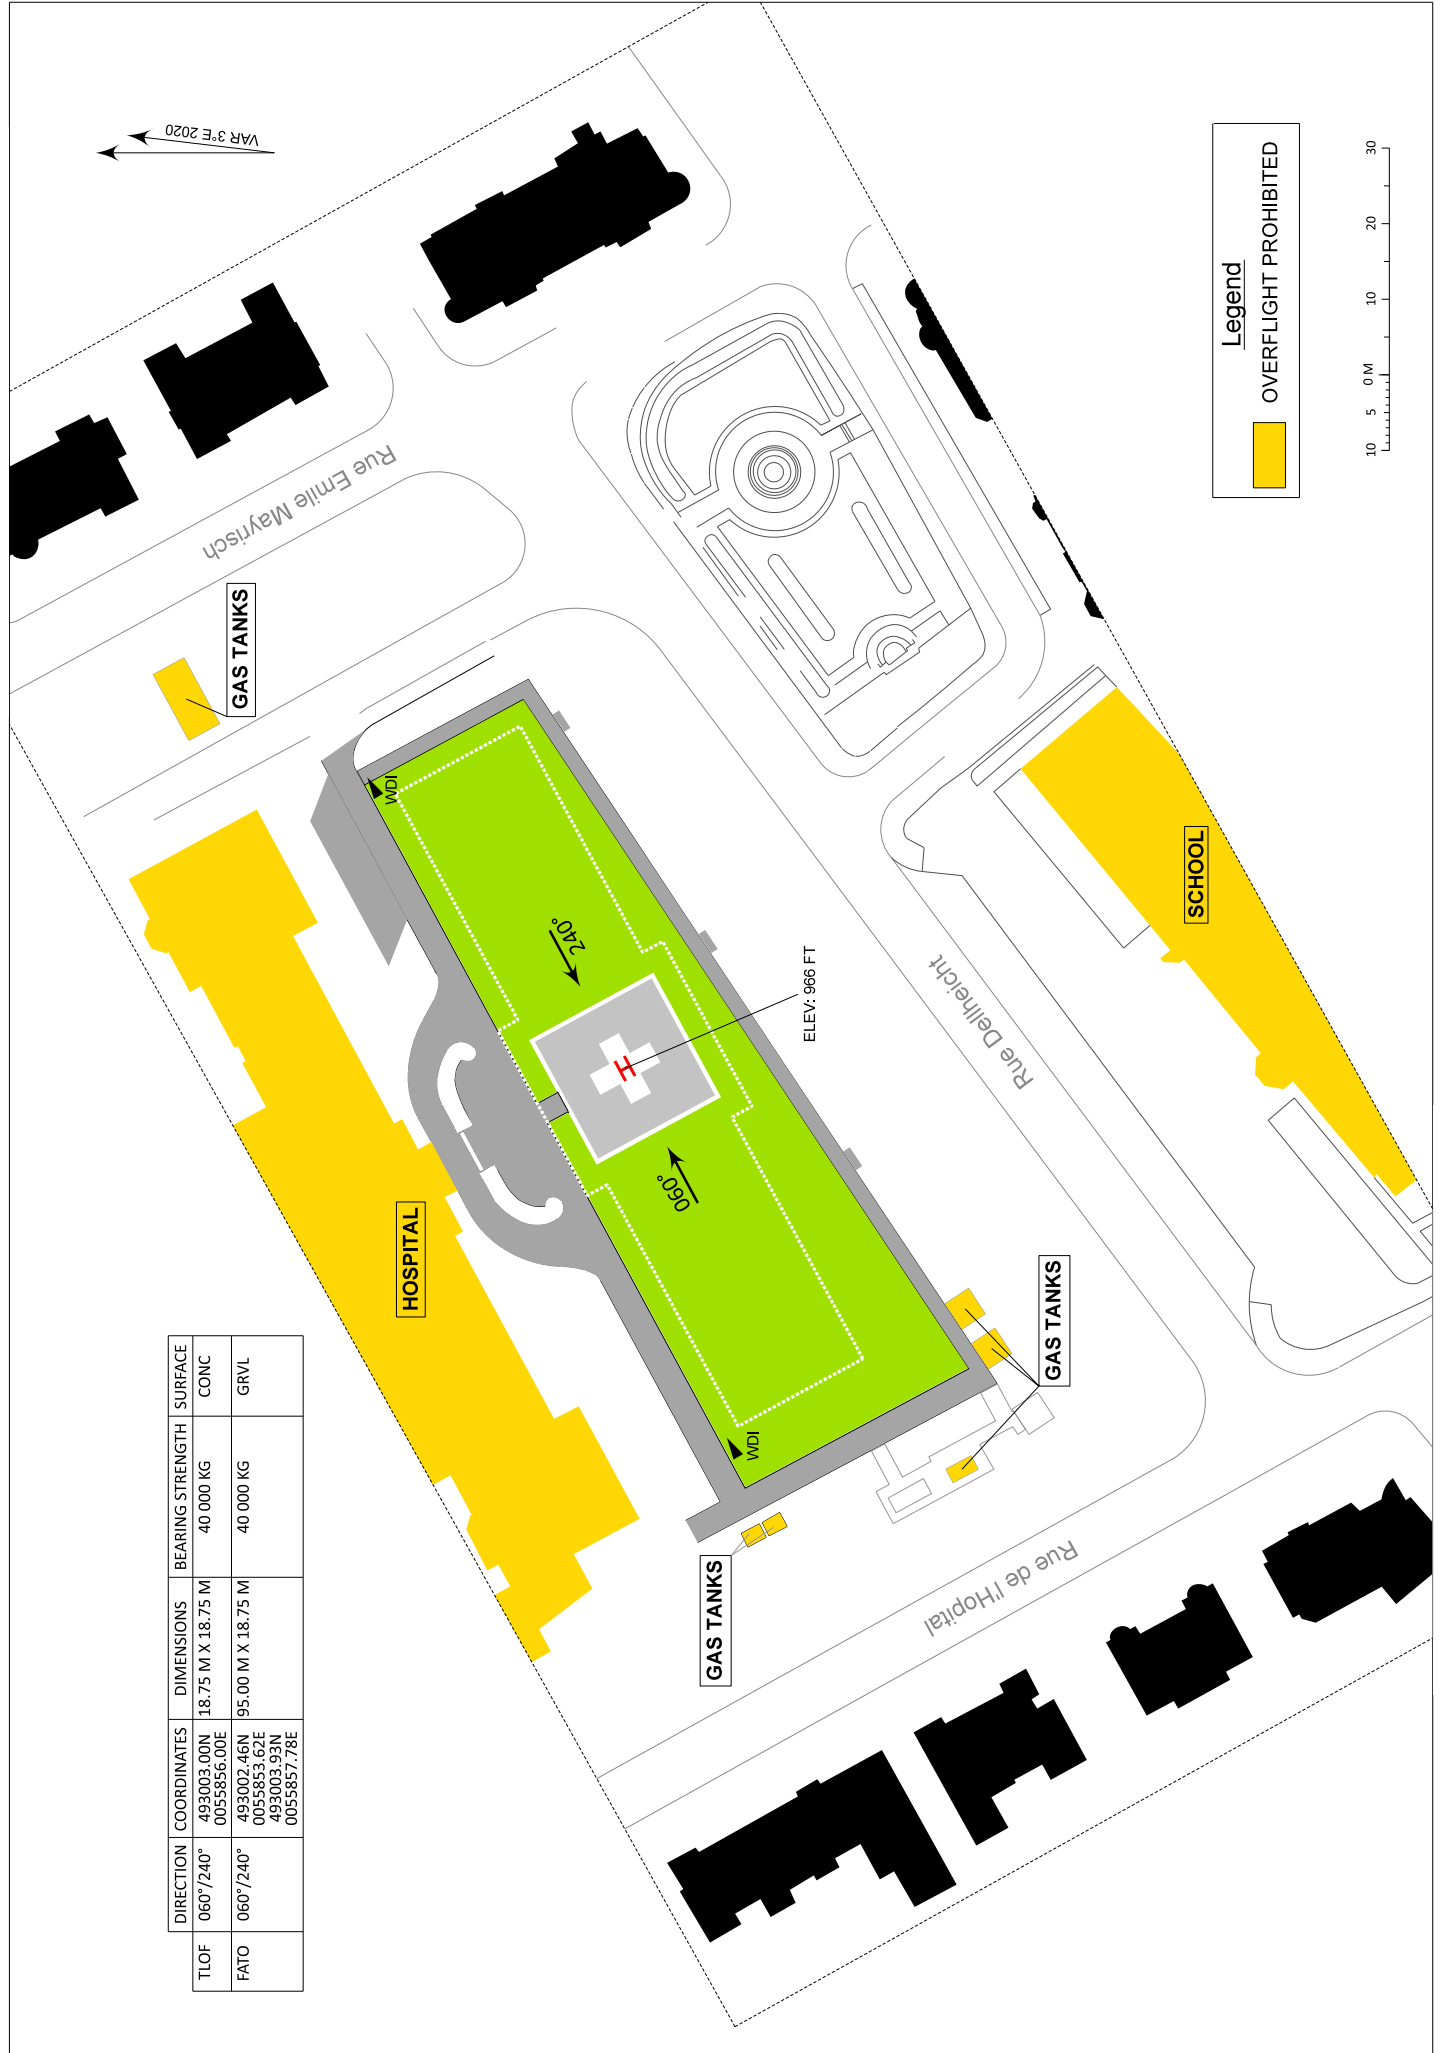 DIRECTION COORDINATES DIMENSIONS BEARING STRENGTH SURFACE
TLOF 060°/240° 493003.00N 18.75 M X 18.75 M 40 000 KG CONC
0055856.00E
FATO 060°/240° 493002.46N 95.00 M X 18.75 M 40 000 KG GRVL
0055853.62E
493003.93N
0055857.78E
VAR 3°E 2020
Rue Emile Mayrisch
GAS TANKS
HOSPITAL
WDI
240°
ELEV: 966 FT
H
060°
WDI
GAS TANKS
GAS TANKS
Rue Dellheicht
Rue de l'Hopital
SCHOOL
Legend
OVERFLIGHT PROHIBITED
10 5 0 M 10 20 30